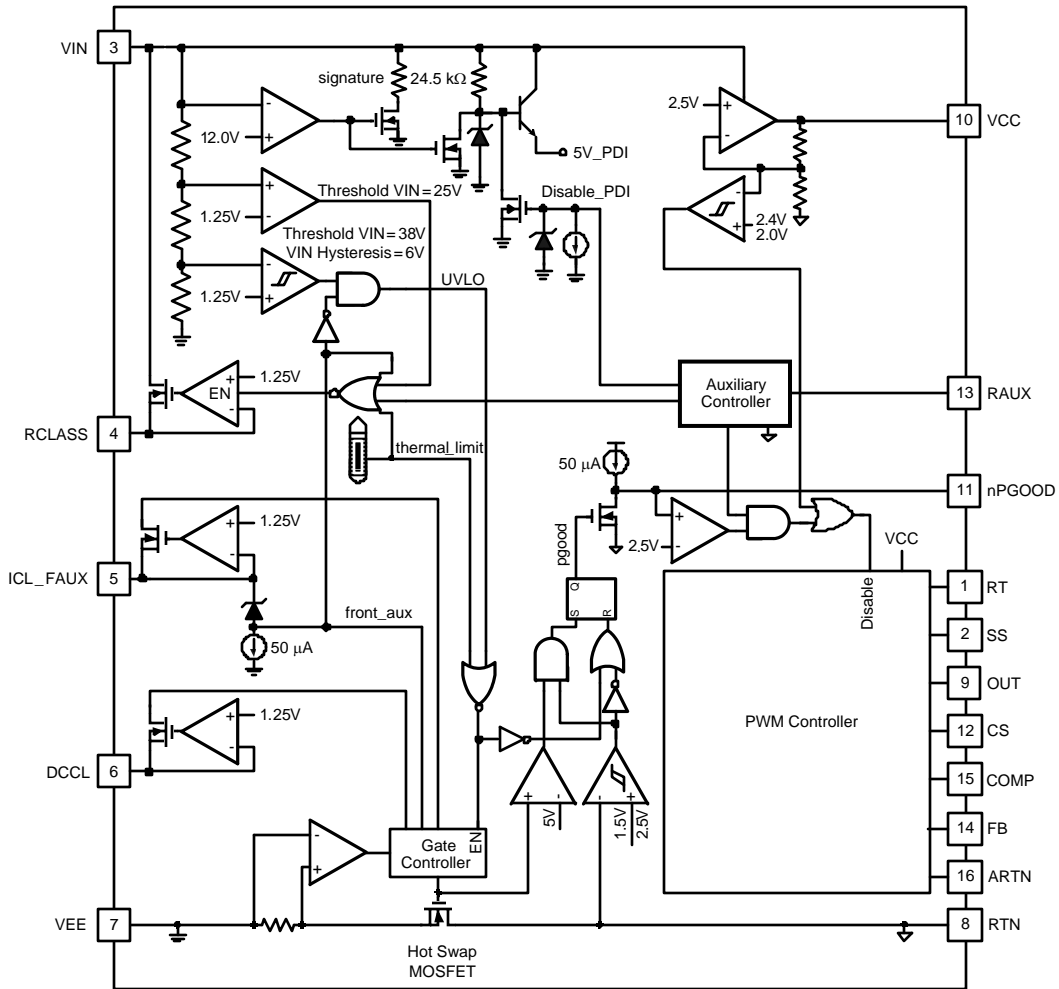 VIN
3
signature
24.5 kΩ
2.5V
+
-
-
+
12.0V
10
VCC
5V_PDI
+
-
1.25V
Threshold VIN = 25V
Disable_PDI
-
+
2.4V
2.0V
Threshold VIN = 38V
VIN Hysteresis = 6V
-
+
1.25V
UVLO
+
1.25V
EN
-
RCLASS
4
Auxiliary
Controller
13
RAUX
thermal_limit
50 μA
11
nPGOOD
+
-
2.5V
+
1.25V
-
ICL_FAUX
5
pgood
Q
S
R
VCC
Disable
1
RT
front_aux
50 μA
2
SS
9
OUT
+
1.25V
-
DCCL
6
PWM Controller
12
CS
15
COMP
+
-
5V
-
+
1.5V
2.5V
14
FB
-
+
Gate
Controller
EN
16
ARTN
VEE
7
8
RTN
Hot Swap
MOSFET